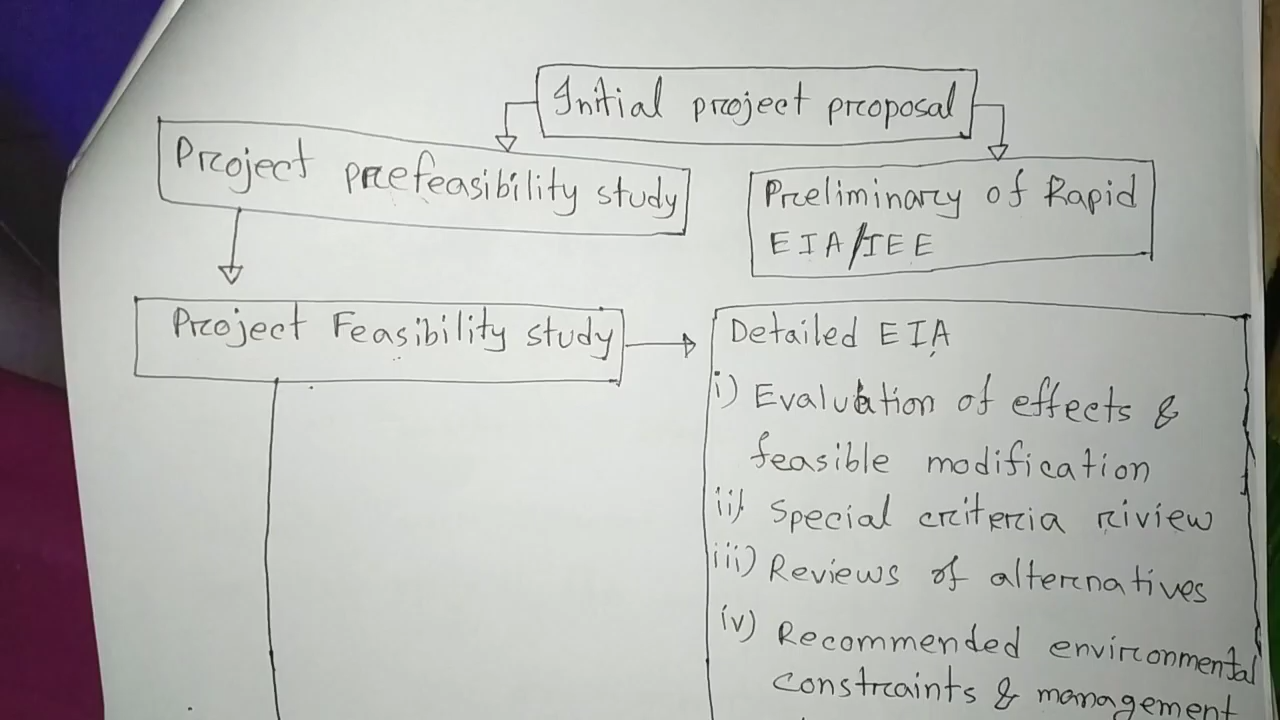 Initial project proposal
Project prefeasibility study
Preliminary of Rapid
EIA/IEE
Project Feasibility study
Detailed EIA
i) Evaluation of effects &
feasible modification
ii) Special criteria riview
iii) Reviews of alternatives
iv) Recommended environmental
constraints & management